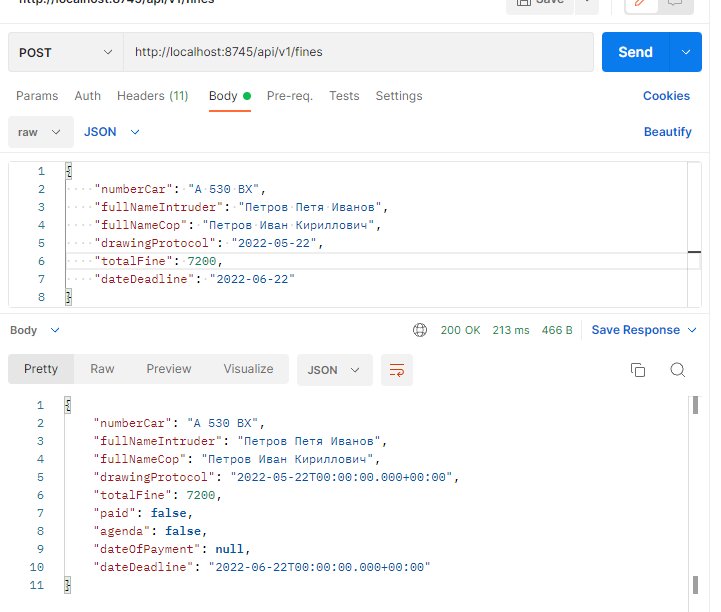 http://localhost:8745/api/v1/fines
Save
POST
http://localhost:8745/api/v1/fines
Send
Params Auth Headers (11) Body Pre-req. Tests Settings Cookies
raw JSON Beautify
1 {
2 "numberCar": "А 530 ВХ",
3 "fullNameIntruder": "Петров Петя Иванов",
4 "fullNameCop": "Петров Иван Кириллович",
5 "drawingProtocol": "2022-05-22",
6 "totalFine": 7200,
7 "dateDeadline": "2022-06-22"
8 }
Body 200 OK 213 ms 466 B Save Response
Pretty Raw Preview Visualize JSON
1 {
2 "numberCar": "А 530 ВХ",
3 "fullNameIntruder": "Петров Петя Иванов",
4 "fullNameCop": "Петров Иван Кириллович",
5 "drawingProtocol": "2022-05-22T00:00:00.000+00:00",
6 "totalFine": 7200,
7 "paid": false,
8 "agenda": false,
9 "dateOfPayment": null,
10 "dateDeadline": "2022-06-22T00:00:00.000+00:00"
11 }